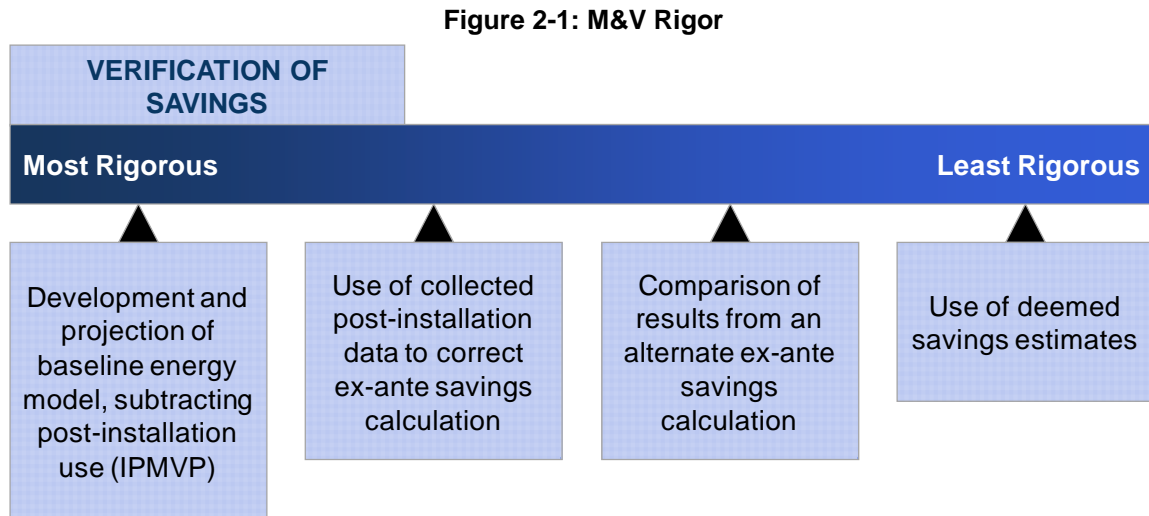 Figure 2-1: M&V Rigor
VERIFICATION OF
SAVINGS
Most Rigorous
Least Rigorous
Development and
projection of
baseline energy
model, subtracting
post-installation
use (IPMVP)
Use of collected
post-installation
data to correct
ex-ante savings
calculation
Comparison of
results from an
alternate ex-ante
savings
calculation
Use of deemed
savings estimates